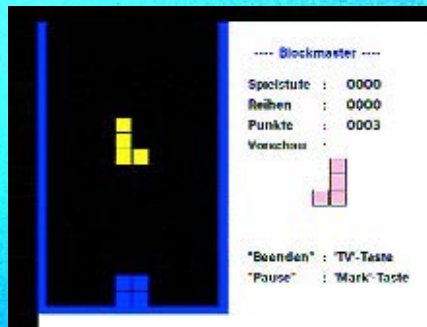 ---- Blockmaster ----
Spielstufe : 0000
Reihen : 0000
Punkte : 0003
Vorschau :
"Beenden" : 'TV'-Taste
"Pause" : 'Mark'-Taste